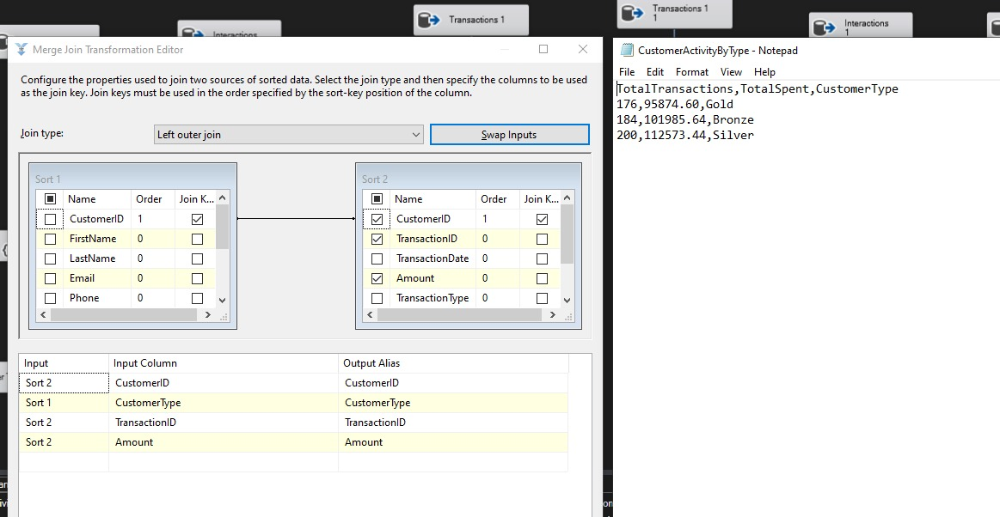 Transactions 1
Transactions 1
1
Interactions
Interactions
1
Merge Join Transformation Editor
Configure the properties used to join two sources of sorted data. Select the join type and then specify the columns to be used
as the join key. Join keys must be used in the order specified by the sort-key position of the column.
Join type:
Left outer join
Swap Inputs
Sort 1
Name Order Join K...
CustomerID 1
FirstName 0
LastName 0
Email 0
Phone 0
Sort 2
Name Order Join K...
CustomerID 1
TransactionID 0
TransactionDate 0
Amount 0
TransactionType 0
Input Input Column Output Alias
Sort 2 CustomerID CustomerID
Sort 1 CustomerType CustomerType
Sort 2 TransactionID TransactionID
Sort 2 Amount Amount
CustomerActivityByType - Notepad
File Edit Format View Help
TotalTransactions,TotalSpent,CustomerType
176,95874.60,Gold
184,101985.64,Bronze
200,112573.44,Silver